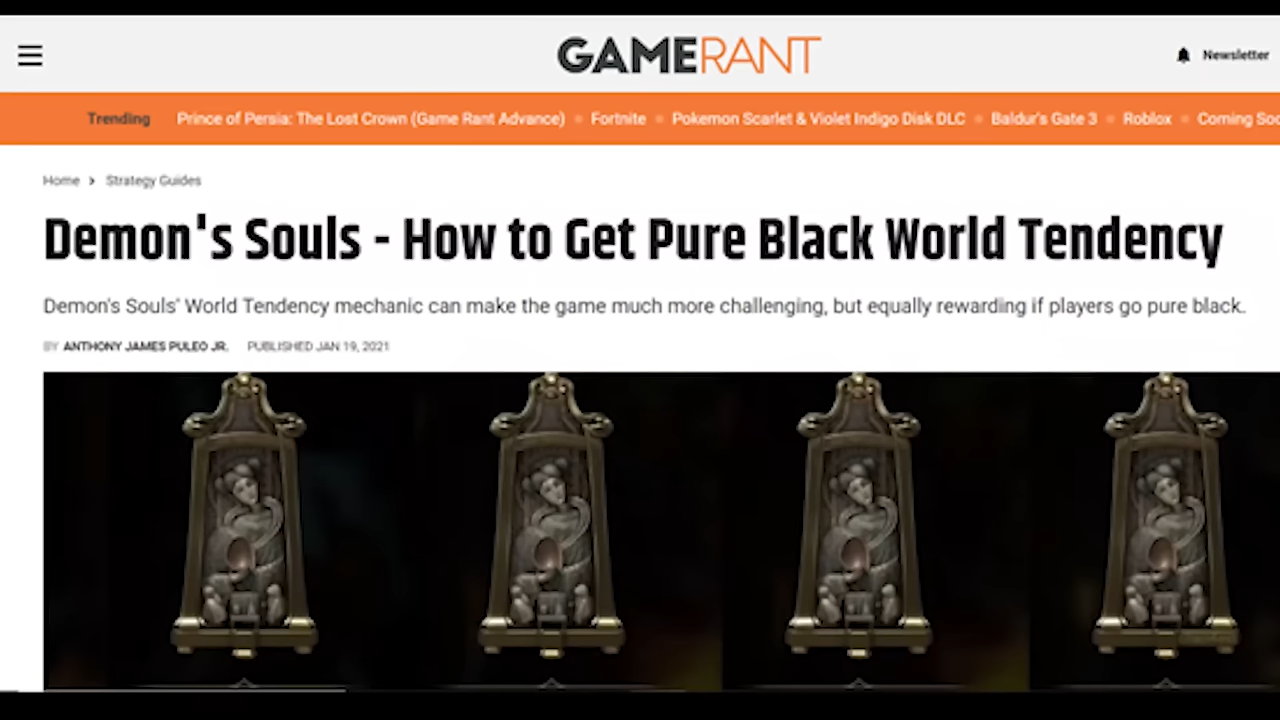 GAMERANT
Newsletter
Trending Prince of Persia: The Lost Crown (Game Rant Advance) Fortnite Pokemon Scarlet & Violet Indigo Disk DLC Baldur's Gate 3 Roblox Coming Soo
Home > Strategy Guides
Demon's Souls - How to Get Pure Black World Tendency
Demon's Souls' World Tendency mechanic can make the game much more challenging, but equally rewarding if players go pure black.
BY ANTHONY JAMES PULEO JR. PUBLISHED JAN 19, 2021